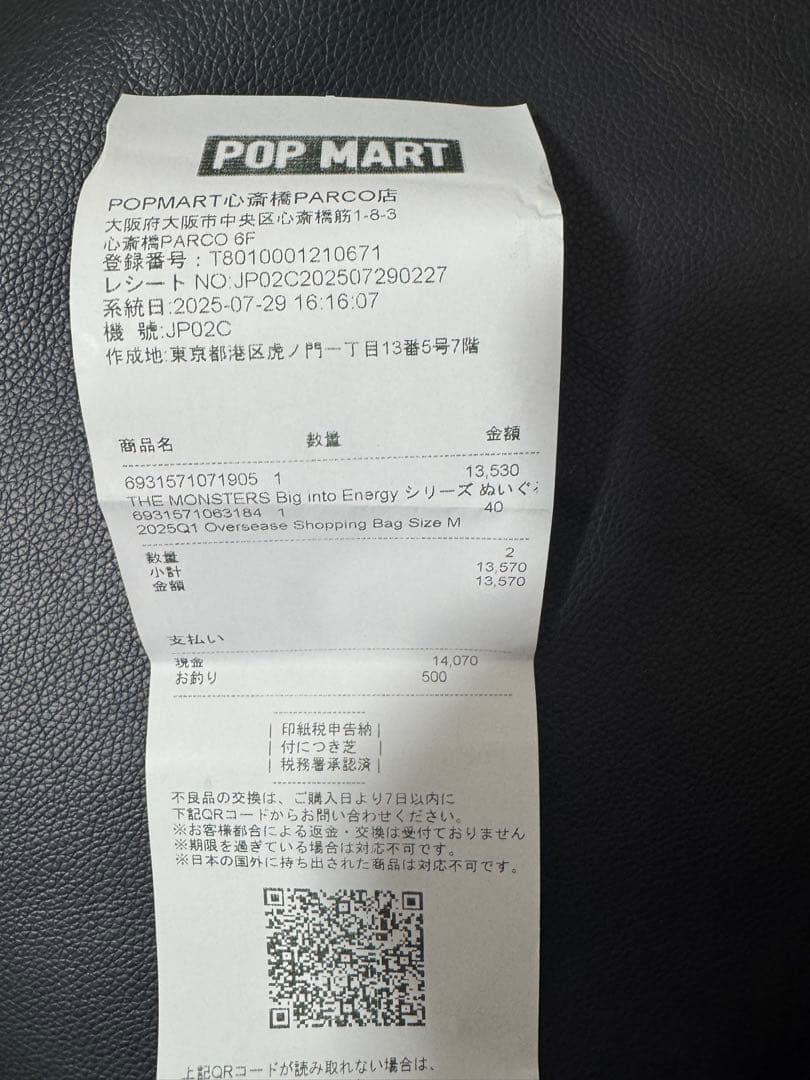 POP MART
POPMART心斎橋PARCO店
大阪府大阪市中央区心斎橋筋1-8-3
心斎橋PARCO 6F
登録番号：T8010001210671
レシート NO:JP02C202507290227
系統日:2025-07-29 16:16:07
機 號:JP02C
作成地:東京都港区虎ノ門一丁目13番5号7階
商品名 数量 金額
6931571071905 1 13,530
THE MONSTERS Big into Energy シリーズ ぬいぐ
6931571063184 1 40
2025Q1 Oversease Shopping Bag Size M
数量 2
小計 13,570
金額 13,570
支払い
現金 14,070
お釣り 500
| 印紙税申告納 |
| 付につき芝 |
| 税務署承認済 |
不良品の交換は、ご購入日より7日以内に
下記QRコードからお問い合わせください。
※お客様都合による返金・交換は受付ておりません
※期限を過ぎている場合は対応不可です。
※日本の国外に持ち出された商品は対応不可です。
上記QRコードが読み取れない場合は、